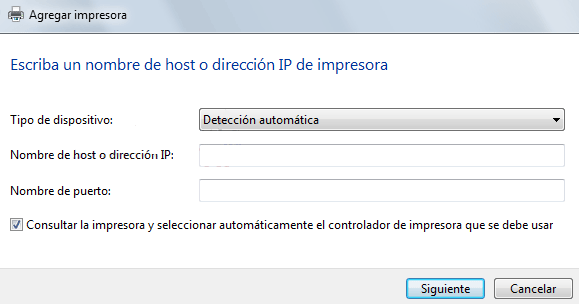 Agregar impresora
Escriba un nombre de host o dirección IP de impresora
Tipo de dispositivo:
Detección automática
Nombre de host o dirección IP:
Nombre de puerto:
Consultar la impresora y seleccionar automáticamente el controlador de impresora que se debe usar
Siguiente
Cancelar